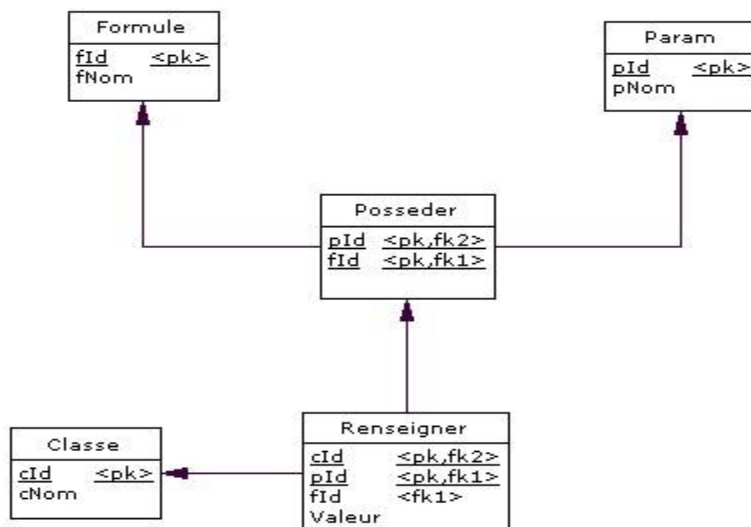 Formule
fId <pk>
fNom
Param
pId <pk>
pNom
Posseder
pId <pk,fk2>
fId <pk,fk1>
Classe
cId <pk>
cNom
Renseigner
cId <pk,fk2>
pId <pk,fk1>
fId <fk1>
Valeur